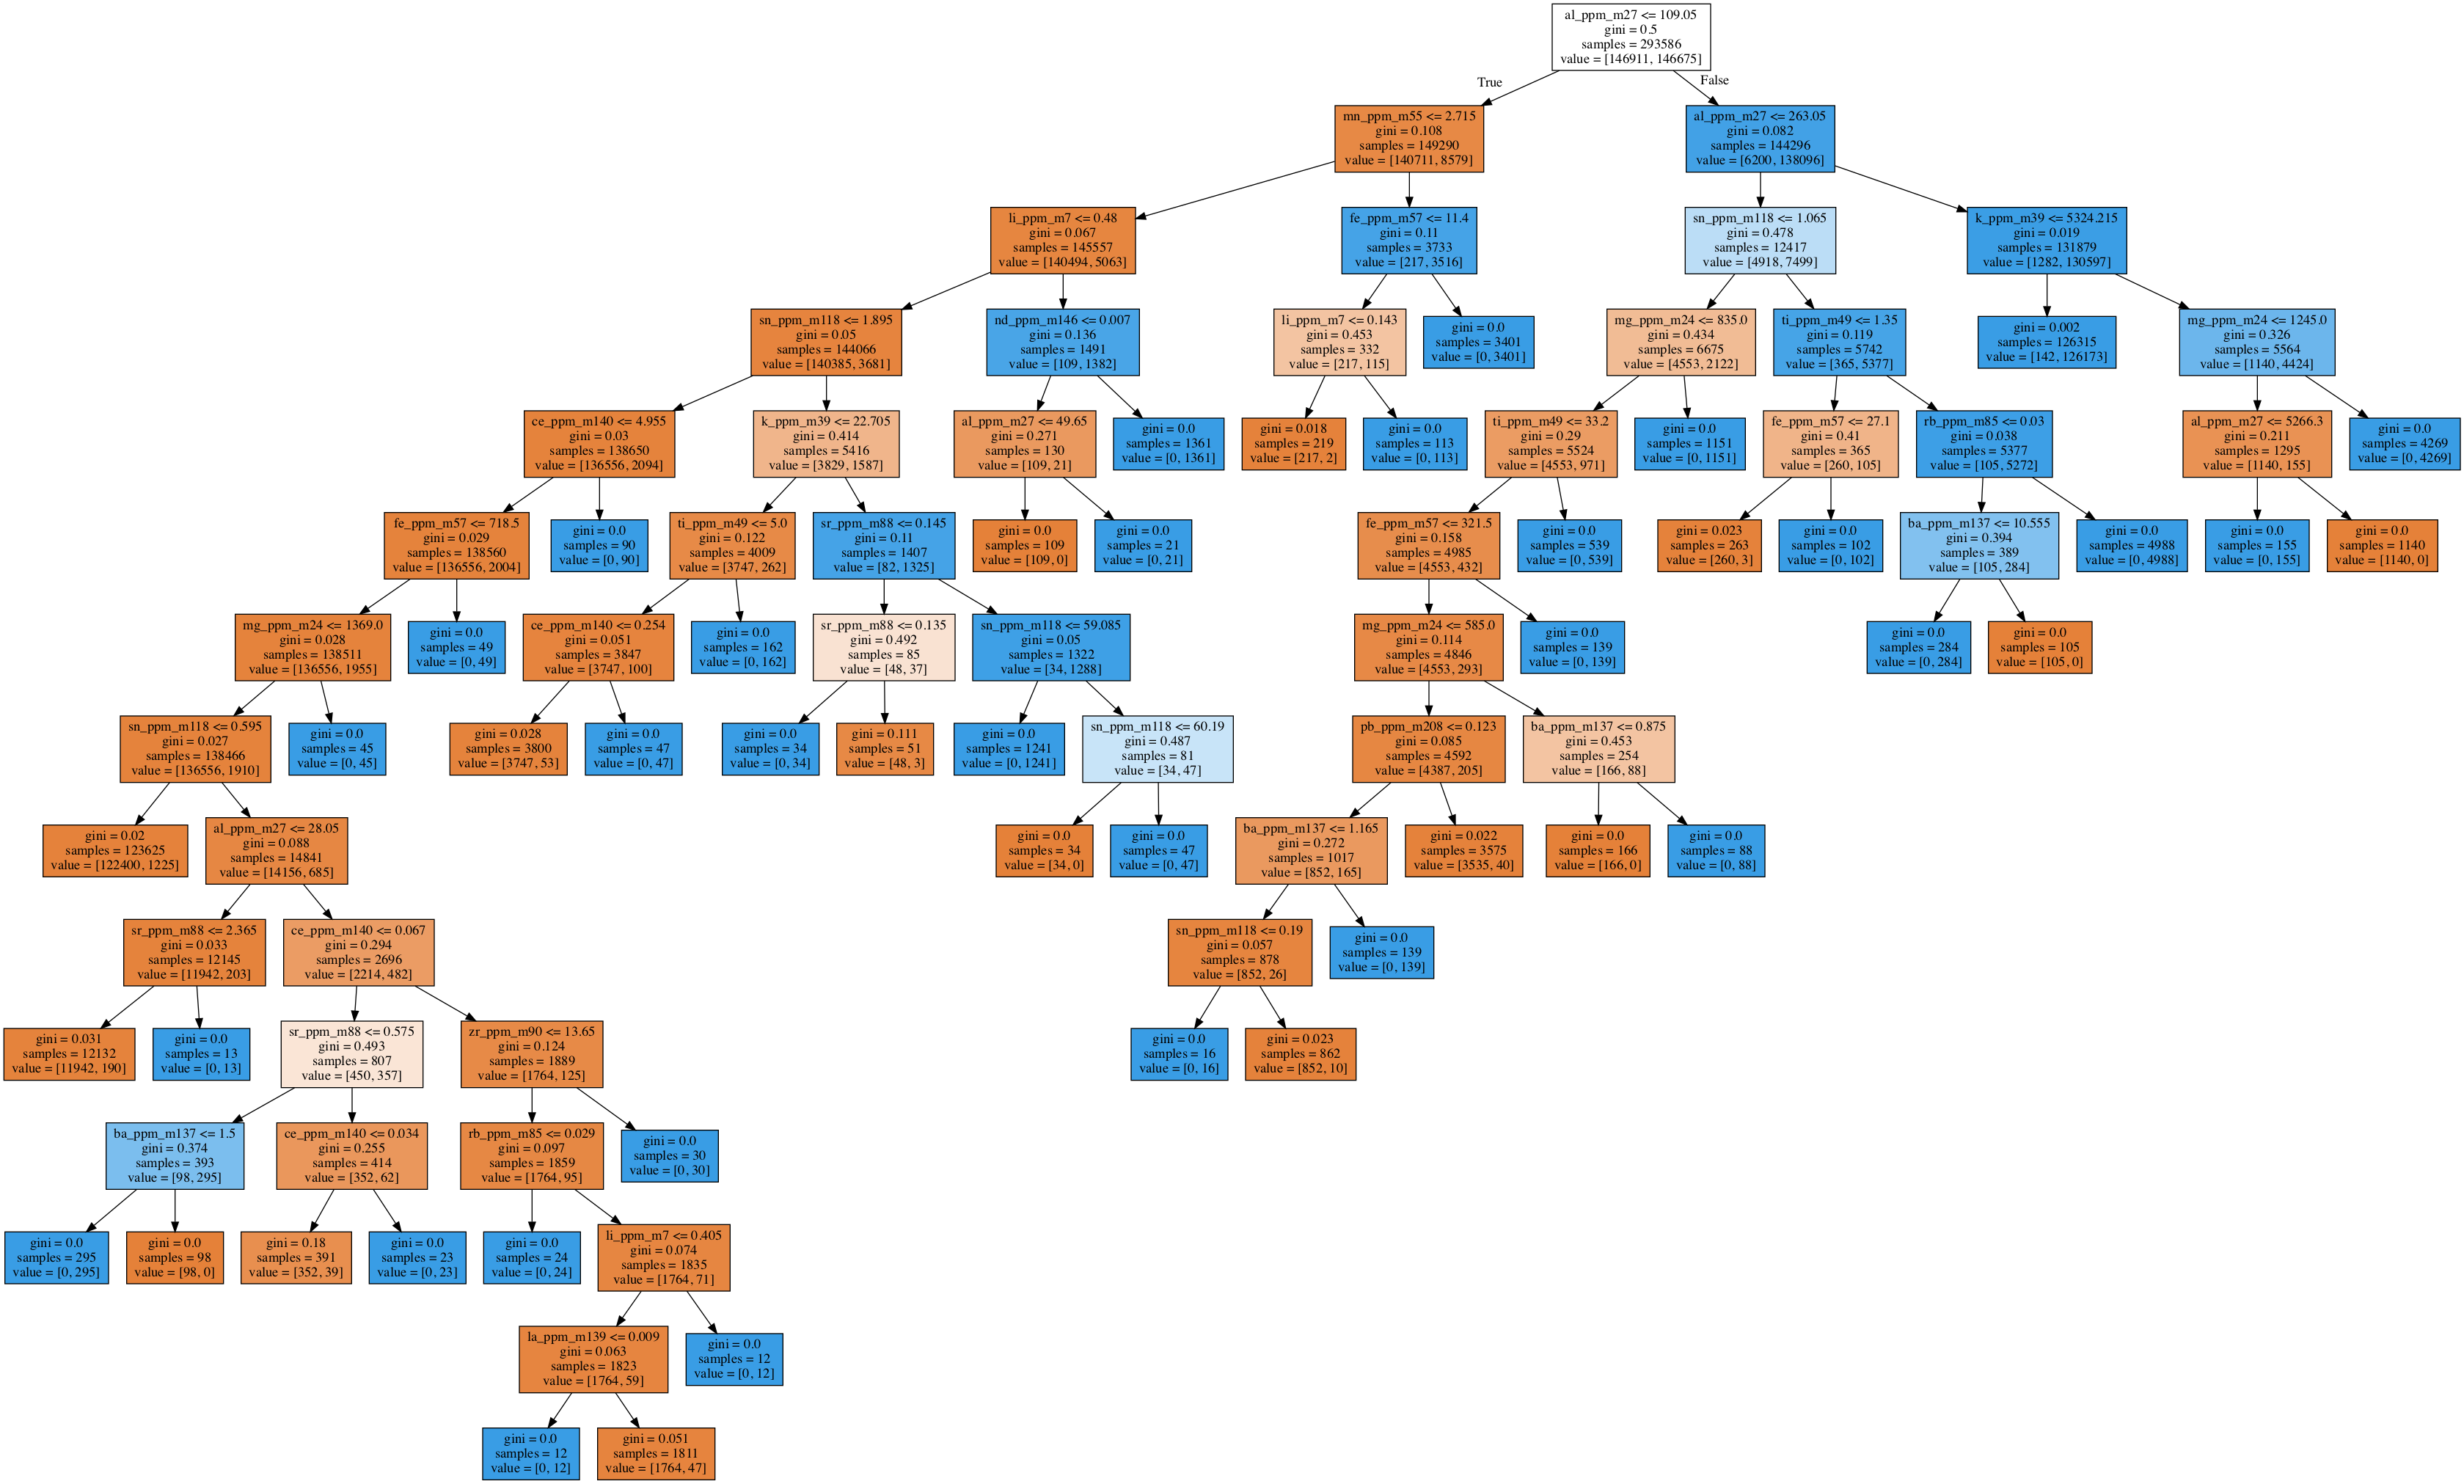 al_ppm_m27 <= 109.05
gini = 0.5
samples = 293586
value = [146911, 146675]
True
False
mn_ppm_m55 <= 2.715
gini = 0.108
samples = 149290
value = [140711, 8579]
al_ppm_m27 <= 263.05
gini = 0.082
samples = 144296
value = [6200, 138096]
li_ppm_m7 <= 0.48
gini = 0.067
samples = 145557
value = [140494, 5063]
fe_ppm_m57 <= 11.4
gini = 0.11
samples = 3733
value = [217, 3516]
sn_ppm_m118 <= 1.065
gini = 0.478
samples = 12417
value = [4918, 7499]
k_ppm_m39 <= 5324.215
gini = 0.019
samples = 131879
value = [1282, 130597]
sn_ppm_m118 <= 1.895
gini = 0.05
samples = 144066
value = [140385, 3681]
nd_ppm_m146 <= 0.007
gini = 0.136
samples = 1491
value = [109, 1382]
li_ppm_m7 <= 0.143
gini = 0.453
samples = 332
value = [217, 115]
gini = 0.0
samples = 3401
value = [0, 3401]
mg_ppm_m24 <= 835.0
gini = 0.434
samples = 6675
value = [4553, 2122]
ti_ppm_m49 <= 1.35
gini = 0.119
samples = 5742
value = [365, 5377]
gini = 0.002
samples = 126315
value = [142, 126173]
mg_ppm_m24 <= 1245.0
gini = 0.326
samples = 5564
value = [1140, 4424]
ce_ppm_m140 <= 4.955
gini = 0.03
samples = 138650
value = [136556, 2094]
k_ppm_m39 <= 22.705
gini = 0.414
samples = 5416
value = [3829, 1587]
al_ppm_m27 <= 49.65
gini = 0.271
samples = 130
value = [109, 21]
gini = 0.0
samples = 1361
value = [0, 1361]
gini = 0.018
samples = 219
value = [217, 2]
gini = 0.0
samples = 113
value = [0, 113]
ti_ppm_m49 <= 33.2
gini = 0.29
samples = 5524
value = [4553, 971]
gini = 0.0
samples = 1151
value = [0, 1151]
fe_ppm_m57 <= 27.1
gini = 0.41
samples = 365
value = [260, 105]
rb_ppm_m85 <= 0.03
gini = 0.038
samples = 5377
value = [105, 5272]
al_ppm_m27 <= 5266.3
gini = 0.211
samples = 1295
value = [1140, 155]
gini = 0.0
samples = 4269
value = [0, 4269]
fe_ppm_m57 <= 718.5
gini = 0.029
samples = 138560
value = [136556, 2004]
gini = 0.0
samples = 90
value = [0, 90]
ti_ppm_m49 <= 5.0
gini = 0.122
samples = 4009
value = [3747, 262]
sr_ppm_m88 <= 0.145
gini = 0.11
samples = 1407
value = [82, 1325]
gini = 0.0
samples = 109
value = [109, 0]
gini = 0.0
samples = 21
value = [0, 21]
fe_ppm_m57 <= 321.5
gini = 0.158
samples = 4985
value = [4553, 432]
gini = 0.0
samples = 539
value = [0, 539]
gini = 0.023
samples = 263
value = [260, 3]
gini = 0.0
samples = 102
value = [0, 102]
ba_ppm_m137 <= 10.555
gini = 0.394
samples = 389
value = [105, 284]
gini = 0.0
samples = 4988
value = [0, 4988]
gini = 0.0
samples = 155
value = [0, 155]
gini = 0.0
samples = 1140
value = [1140, 0]
mg_ppm_m24 <= 1369.0
gini = 0.028
samples = 138511
value = [136556, 1955]
gini = 0.0
samples = 49
value = [0, 49]
ce_ppm_m140 <= 0.254
gini = 0.051
samples = 3847
value = [3747, 100]
gini = 0.0
samples = 162
value = [0, 162]
sr_ppm_m88 <= 0.135
gini = 0.492
samples = 85
value = [48, 37]
sn_ppm_m118 <= 59.085
gini = 0.05
samples = 1322
value = [34, 1288]
mg_ppm_m24 <= 585.0
gini = 0.114
samples = 4846
value = [4553, 293]
gini = 0.0
samples = 139
value = [0, 139]
gini = 0.0
samples = 284
value = [0, 284]
gini = 0.0
samples = 105
value = [105, 0]
sn_ppm_m118 <= 0.595
gini = 0.027
samples = 138466
value = [136556, 1910]
gini = 0.0
samples = 45
value = [0, 45]
gini = 0.028
samples = 3800
value = [3747, 53]
gini = 0.0
samples = 47
value = [0, 47]
gini = 0.0
samples = 34
value = [0, 34]
gini = 0.111
samples = 51
value = [48, 3]
gini = 0.0
samples = 1241
value = [0, 1241]
sn_ppm_m118 <= 60.19
gini = 0.487
samples = 81
value = [34, 47]
pb_ppm_m208 <= 0.123
gini = 0.085
samples = 4592
value = [4387, 205]
ba_ppm_m137 <= 0.875
gini = 0.453
samples = 254
value = [166, 88]
gini = 0.02
samples = 123625
value = [122400, 1225]
al_ppm_m27 <= 28.05
gini = 0.088
samples = 14841
value = [14156, 685]
gini = 0.0
samples = 34
value = [34, 0]
gini = 0.0
samples = 47
value = [0, 47]
ba_ppm_m137 <= 1.165
gini = 0.272
samples = 1017
value = [852, 165]
gini = 0.022
samples = 3575
value = [3535, 40]
gini = 0.0
samples = 166
value = [166, 0]
gini = 0.0
samples = 88
value = [0, 88]
sr_ppm_m88 <= 2.365
gini = 0.033
samples = 12145
value = [11942, 203]
ce_ppm_m140 <= 0.067
gini = 0.294
samples = 2696
value = [2214, 482]
sn_ppm_m118 <= 0.19
gini = 0.057
samples = 878
value = [852, 26]
gini = 0.0
samples = 139
value = [0, 139]
gini = 0.031
samples = 12132
value = [11942, 190]
gini = 0.0
samples = 13
value = [0, 13]
sr_ppm_m88 <= 0.575
gini = 0.493
samples = 807
value = [450, 357]
zr_ppm_m90 <= 13.65
gini = 0.124
samples = 1889
value = [1764, 125]
gini = 0.0
samples = 16
value = [0, 16]
gini = 0.023
samples = 862
value = [852, 10]
ba_ppm_m137 <= 1.5
gini = 0.374
samples = 393
value = [98, 295]
ce_ppm_m140 <= 0.034
gini = 0.255
samples = 414
value = [352, 62]
rb_ppm_m85 <= 0.029
gini = 0.097
samples = 1859
value = [1764, 95]
gini = 0.0
samples = 30
value = [0, 30]
gini = 0.0
samples = 295
value = [0, 295]
gini = 0.0
samples = 98
value = [98, 0]
gini = 0.18
samples = 391
value = [352, 39]
gini = 0.0
samples = 23
value = [0, 23]
gini = 0.0
samples = 24
value = [0, 24]
li_ppm_m7 <= 0.405
gini = 0.074
samples = 1835
value = [1764, 71]
la_ppm_m139 <= 0.009
gini = 0.063
samples = 1823
value = [1764, 59]
gini = 0.0
samples = 12
value = [0, 12]
gini = 0.0
samples = 12
value = [0, 12]
gini = 0.051
samples = 1811
value = [1764, 47]